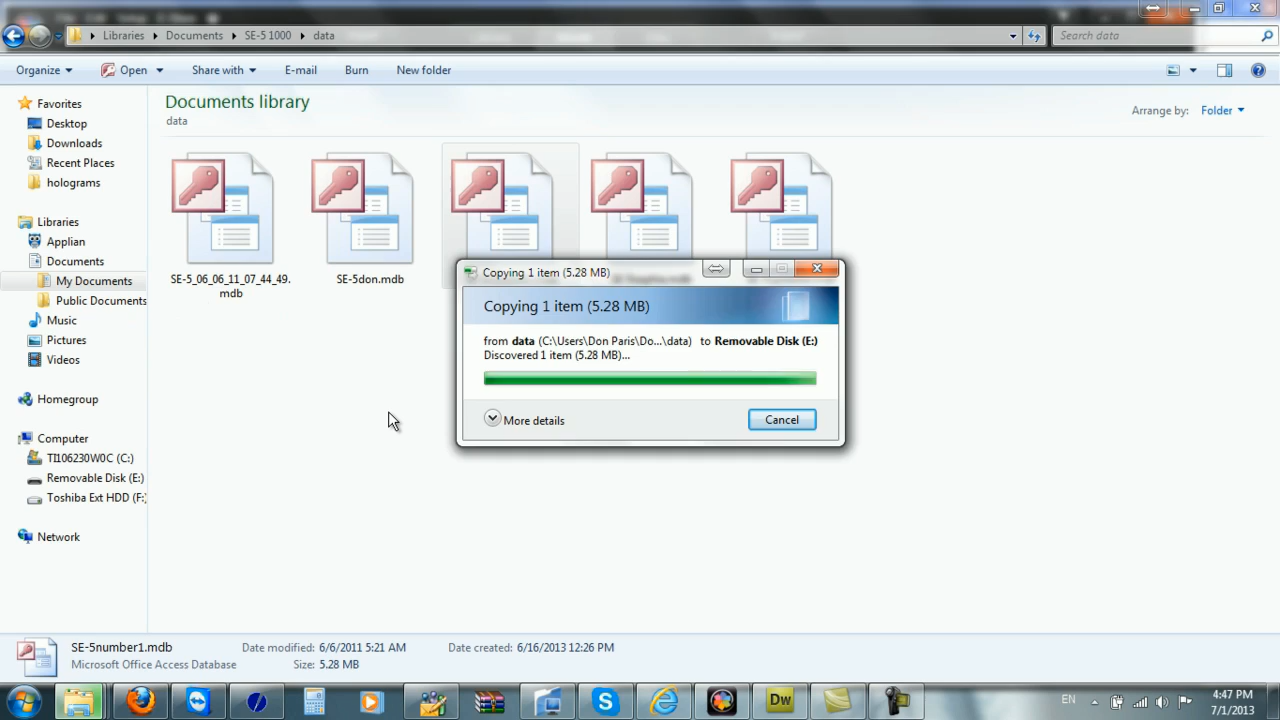 Libraries
Documents
SE-5 1000
data
Search data
Organize
Open
Share with
E-mail
Burn
New folder
Favorites
Desktop
Downloads
Recent Places
holograms
Libraries
Applian
Documents
My Documents
Public Documents
Music
Pictures
Videos
Homegroup
Computer
TI106230W0C (C:)
Removable Disk (E:)
Toshiba Ext HDD (F:)
Network
Documents library
data
Arrange by: Folder
SE-5_06_06_11_07_44_49.
mdb
SE-5don.mdb
Copying 1 item (5.28 MB)
Copying 1 item (5.28 MB)
from data (C:\Users\Don Paris\Do...\data) to Removable Disk (E:)
Discovered 1 item (5.28 MB)...
More details
Cancel
SE-5number1.mdb
Date modified: 6/6/2011 5:21 AM
Date created: 6/16/2013 12:26 PM
Microsoft Office Access Database
Size: 5.28 MB
Dw
EN
4:47 PM
7/1/2013